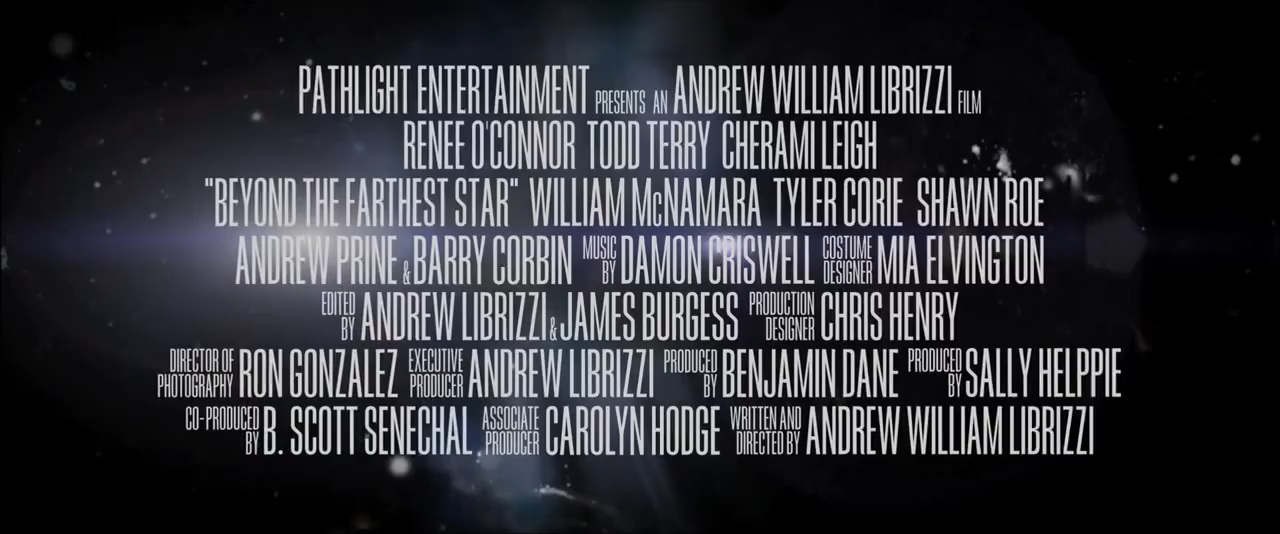 PATHLIGHT ENTERTAINMENT PRESENTS AN ANDREW WILLIAM LIBRIZZI FILM
RENEE O'CONNOR TODD TERRY CHERAMI LEIGH
"BEYOND THE FARTHEST STAR" WILLIAM McNAMARA TYLER CORIE SHAWN ROE
ANDREW PRINE & BARRY CORBIN MUSIC BY DAMON CRISWELL COSTUME DESIGNER MIA ELVINGTON
EDITED BY ANDREW LIBRIZZI & JAMES BURGESS PRODUCTION DESIGNER CHRIS HENRY
DIRECTOR OF PHOTOGRAPHY RON GONZALEZ EXECUTIVE PRODUCER ANDREW LIBRIZZI PRODUCED BY BENJAMIN DANE PRODUCED BY SALLY HELPPIE
CO-PRODUCED BY B. SCOTT SENECHAL ASSOCIATE PRODUCER CAROLYN HODGE WRITTEN AND DIRECTED BY ANDREW WILLIAM LIBRIZZI